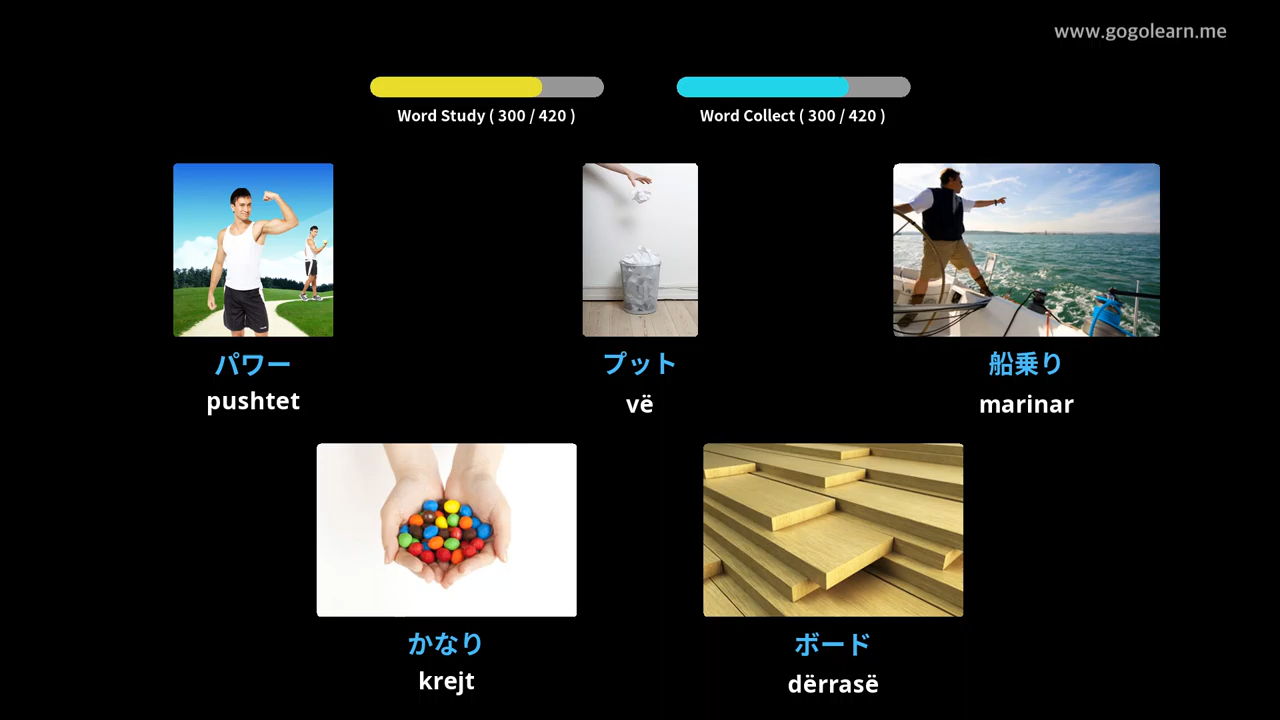 www.gogolearn.me
Word Study ( 300 / 420 )
Word Collect ( 300 / 420 )
パワー
pushtet
プット
vë
船乗り
marinar
かなり
krejt
ボード
dërrasë